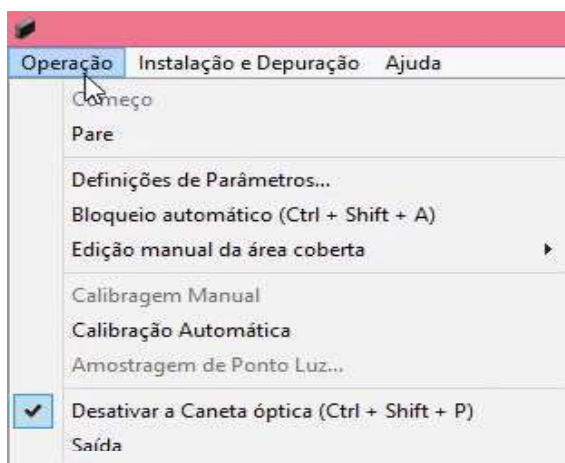 Operação Instalação e Depuração Ajuda
Começo
Pare
Definições de Parâmetros...
Bloqueio automático (Ctrl + Shift + A)
Edição manual da área coberta
Calibragem Manual
Calibração Automática
Amostragem de Ponto Luz...
Desativar a Caneta óptica (Ctrl + Shift + P)
Saída